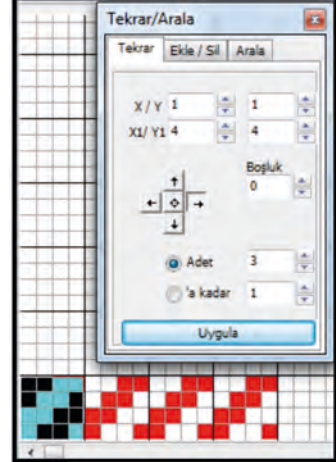 Tekrar/Arala
Tekrar Ekle / Sil Arala
X / Y 1 1
X1/ Y1 4 4
Boşluk
0
Adet 3
'a kadar 1
Uygula